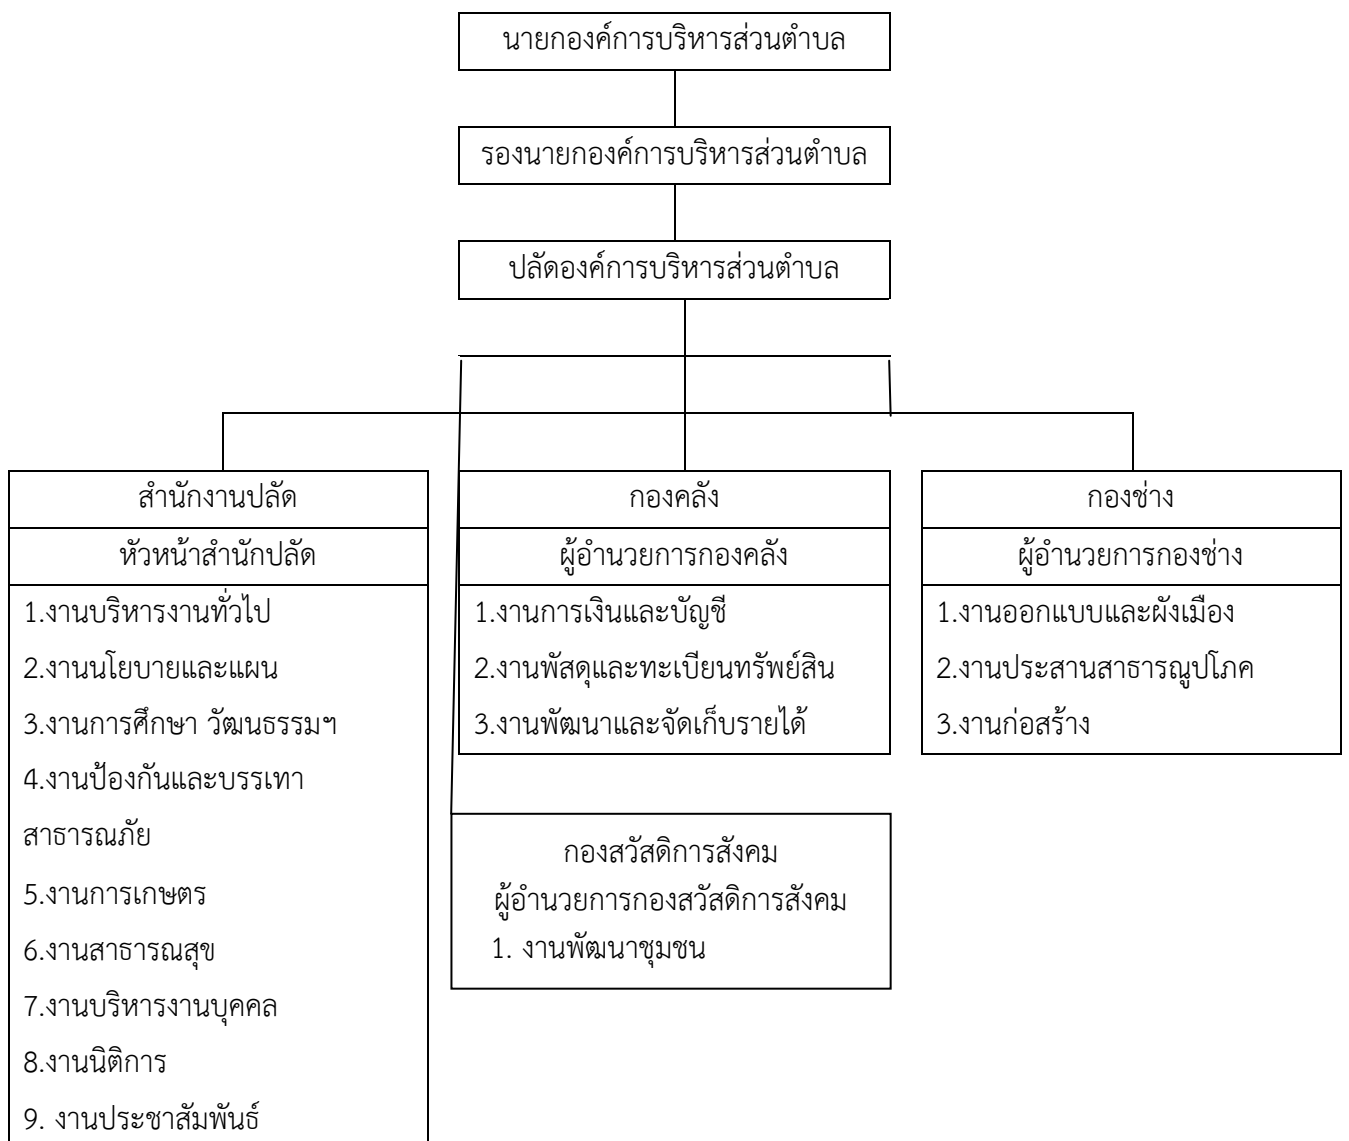 นายกองค์การบริหารส่วนตำบล
รองนายกองค์การบริหารส่วนตำบล
ปลัดองค์การบริหารส่วนตำบล
สำนักงานปลัด
หัวหน้าสำนักปลัด
1.งานบริหารงานทั่วไป
2.งานนโยบายและแผน
3.งานการศึกษา วัฒนธรรมฯ
4.งานป้องกันและบรรเทา
สาธารณภัย
5.งานการเกษตร
6.งานสาธารณสุข
7.งานบริหารงานบุคคล
8.งานนิติการ
9. งานประชาสัมพันธ์
กองคลัง
ผู้อำนวยการกองคลัง
1.งานการเงินและบัญชี
2.งานพัสดุและทะเบียนทรัพย์สิน
3.งานพัฒนาและจัดเก็บรายได้
กองช่าง
ผู้อำนวยการกองช่าง
1.งานออกแบบและผังเมือง
2.งานประสานสาธารณูปโภค
3.งานก่อสร้าง
กองสวัสดิการสังคม
ผู้อำนวยการกองสวัสดิการสังคม
1. งานพัฒนาชุมชน